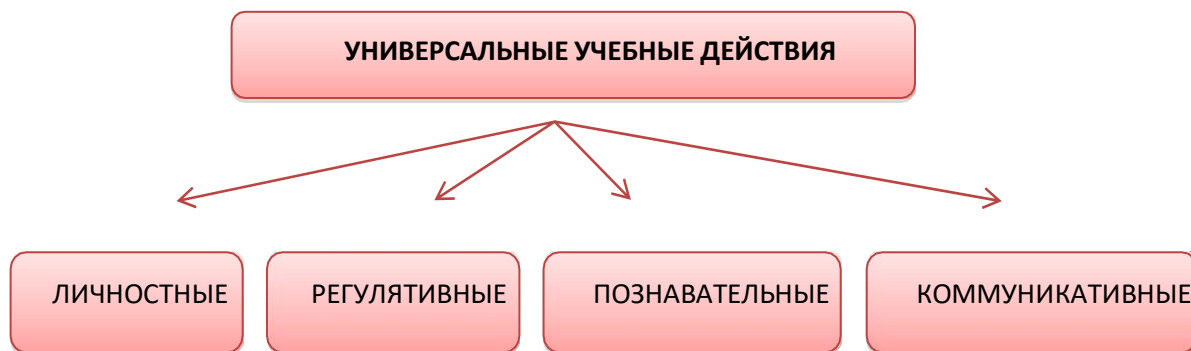 УНИВЕРСАЛЬНЫЕ УЧЕБНЫЕ ДЕЙСТВИЯ
ЛИЧНОСТНЫЕ
РЕГУЛЯТИВНЫЕ
ПОЗНАВАТЕЛЬНЫЕ
КОММУНИКАТИВНЫЕ